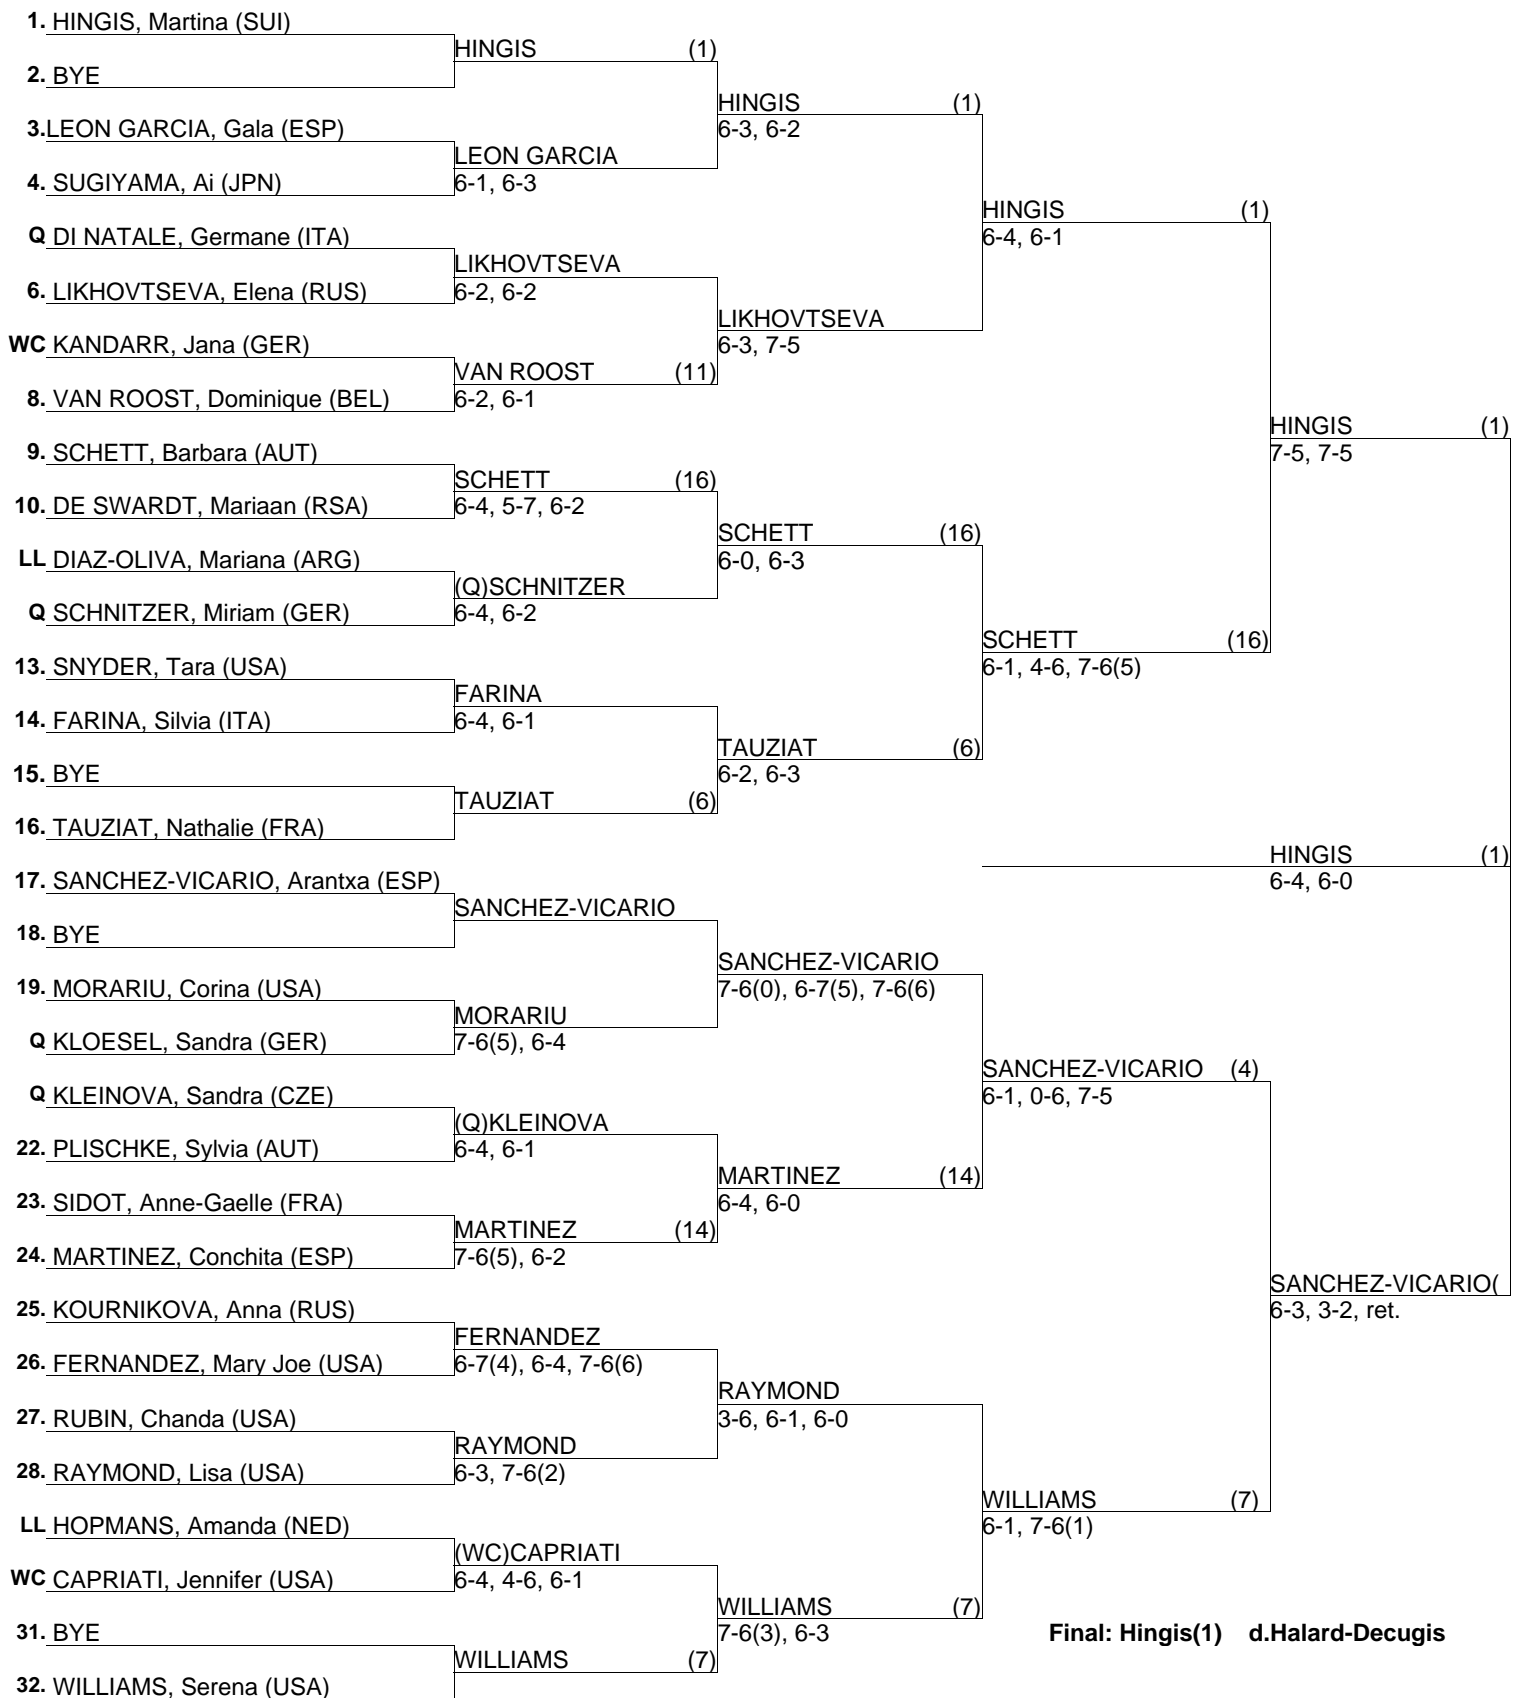 1. HINGIS, Martina (SUI)
HINGIS (1)
2. BYE
HINGIS (1)
6-3, 6-2
3. LEON GARCIA, Gala (ESP)
LEON GARCIA
6-1, 6-3
4. SUGIYAMA, Ai (JPN)
HINGIS (1)
6-4, 6-1
Q DI NATALE, Germane (ITA)
LIKHOVTSEVA
6-2, 6-2
6. LIKHOVTSEVA, Elena (RUS)
LIKHOVTSEVA
6-3, 7-5
WC KANDARR, Jana (GER)
VAN ROOST (11)
6-2, 6-1
8. VAN ROOST, Dominique (BEL)
HINGIS (1)
7-5, 7-5
9. SCHETT, Barbara (AUT)
SCHETT (16)
6-4, 5-7, 6-2
10. DE SWARDT, Mariaan (RSA)
SCHETT (16)
6-0, 6-3
LL DIAZ-OLIVA, Mariana (ARG)
(Q)SCHNITZER
6-4, 6-2
Q SCHNITZER, Miriam (GER)
SCHETT (16)
6-1, 4-6, 7-6(5)
13. SNYDER, Tara (USA)
FARINA
6-4, 6-1
14. FARINA, Silvia (ITA)
TAUZIAT (6)
6-2, 6-3
15. BYE
TAUZIAT (6)
16. TAUZIAT, Nathalie (FRA)
HINGIS (1)
6-4, 6-0
17. SANCHEZ-VICARIO, Arantxa (ESP)
SANCHEZ-VICARIO
18. BYE
SANCHEZ-VICARIO
7-6(0), 6-7(5), 7-6(6)
19. MORARIU, Corina (USA)
MORARIU
7-6(5), 6-4
Q KLOESEL, Sandra (GER)
SANCHEZ-VICARIO (4)
6-1, 0-6, 7-5
Q KLEINOVA, Sandra (CZE)
(Q)KLEINOVA
6-4, 6-1
22. PLISCHKE, Sylvia (AUT)
MARTINEZ (14)
6-4, 6-0
23. SIDOT, Anne-Gaelle (FRA)
MARTINEZ (14)
7-6(5), 6-2
24. MARTINEZ, Conchita (ESP)
SANCHEZ-VICARIO(
6-3, 3-2, ret.
25. KOURNIKOVA, Anna (RUS)
FERNANDEZ
6-7(4), 6-4, 7-6(6)
26. FERNANDEZ, Mary Joe (USA)
RAYMOND
3-6, 6-1, 6-0
27. RUBIN, Chanda (USA)
RAYMOND
6-3, 7-6(2)
28. RAYMOND, Lisa (USA)
WILLIAMS (7)
6-1, 7-6(1)
LL HOPMANS, Amanda (NED)
(WC)CAPRIATI
6-4, 4-6, 6-1
WC CAPRIATI, Jennifer (USA)
WILLIAMS (7)
7-6(3), 6-3
31. BYE
WILLIAMS (7)
32. WILLIAMS, Serena (USA)
Final: Hingis(1) d.Halard-Decugis